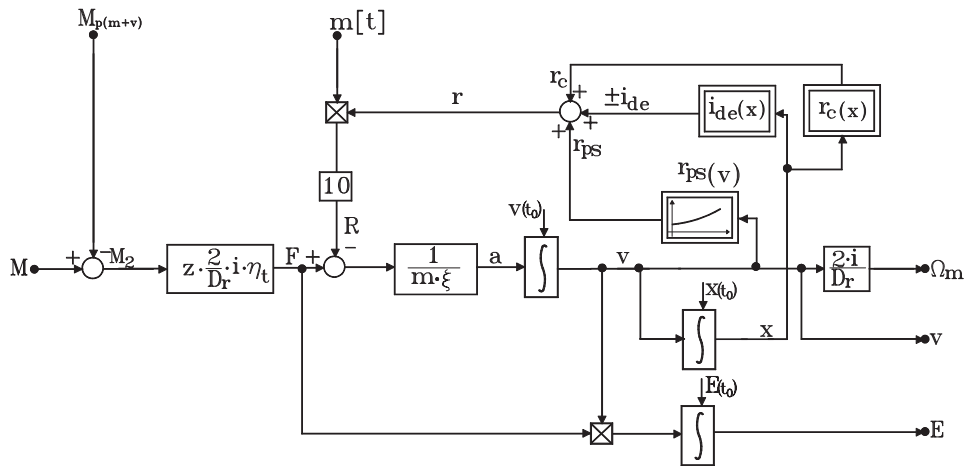 M_p(m+v)
m[t]
r_c
+
r
+
±i_de
i_de(x)
r_c(x)
+
r_ps
r_ps(v)
10
R
v(t_0)
M
+
-
M_2
z·2/D_r·i·η_t
F
+
-
1/m·ξ
a
∫
v
2·i/D_r
Ω_m
x(t_0)
∫
x
v
E(t_0)
∫
E